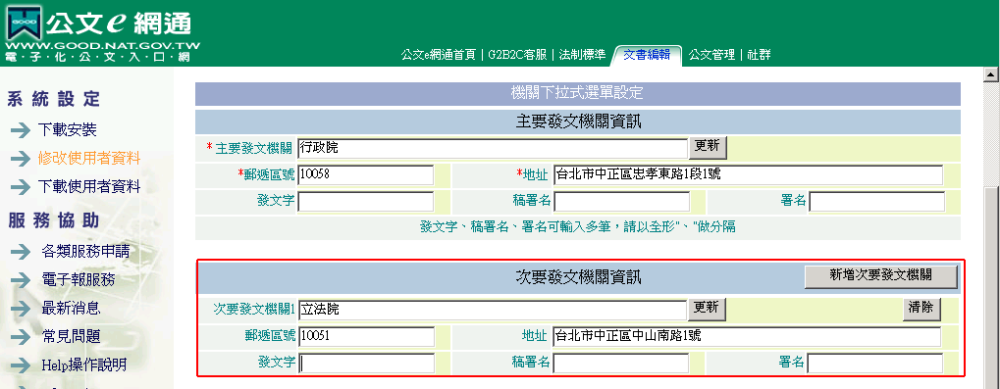 公文e網通
WWW.GOOD.NAT.GOV.TW
電‧子‧化‧公‧文‧入‧口‧網
公文e網通首頁 | G2B2C客服 | 法制標準 文書編輯 公文管理 | 社群
系統設定
下載安裝
修改使用者資料
下載使用者資料
服務協助
各類服務申請
電子報服務
最新消息
常見問題
Help操作說明
機關下拉式選單設定
主要發文機關資訊
*主要發文機關 行政院 更新
*郵遞區號 10058 *地址 台北市中正區忠孝東路1段1號
發文字 稿署名 署名
發文字、稿署名、署名可輸入多筆，請以全形"、"做分隔
次要發文機關資訊 新增次要發文機關
次要發文機關1 立法院 更新 清除
郵遞區號 10051 地址 台北市中正區中山南路1號
發文字 稿署名 署名